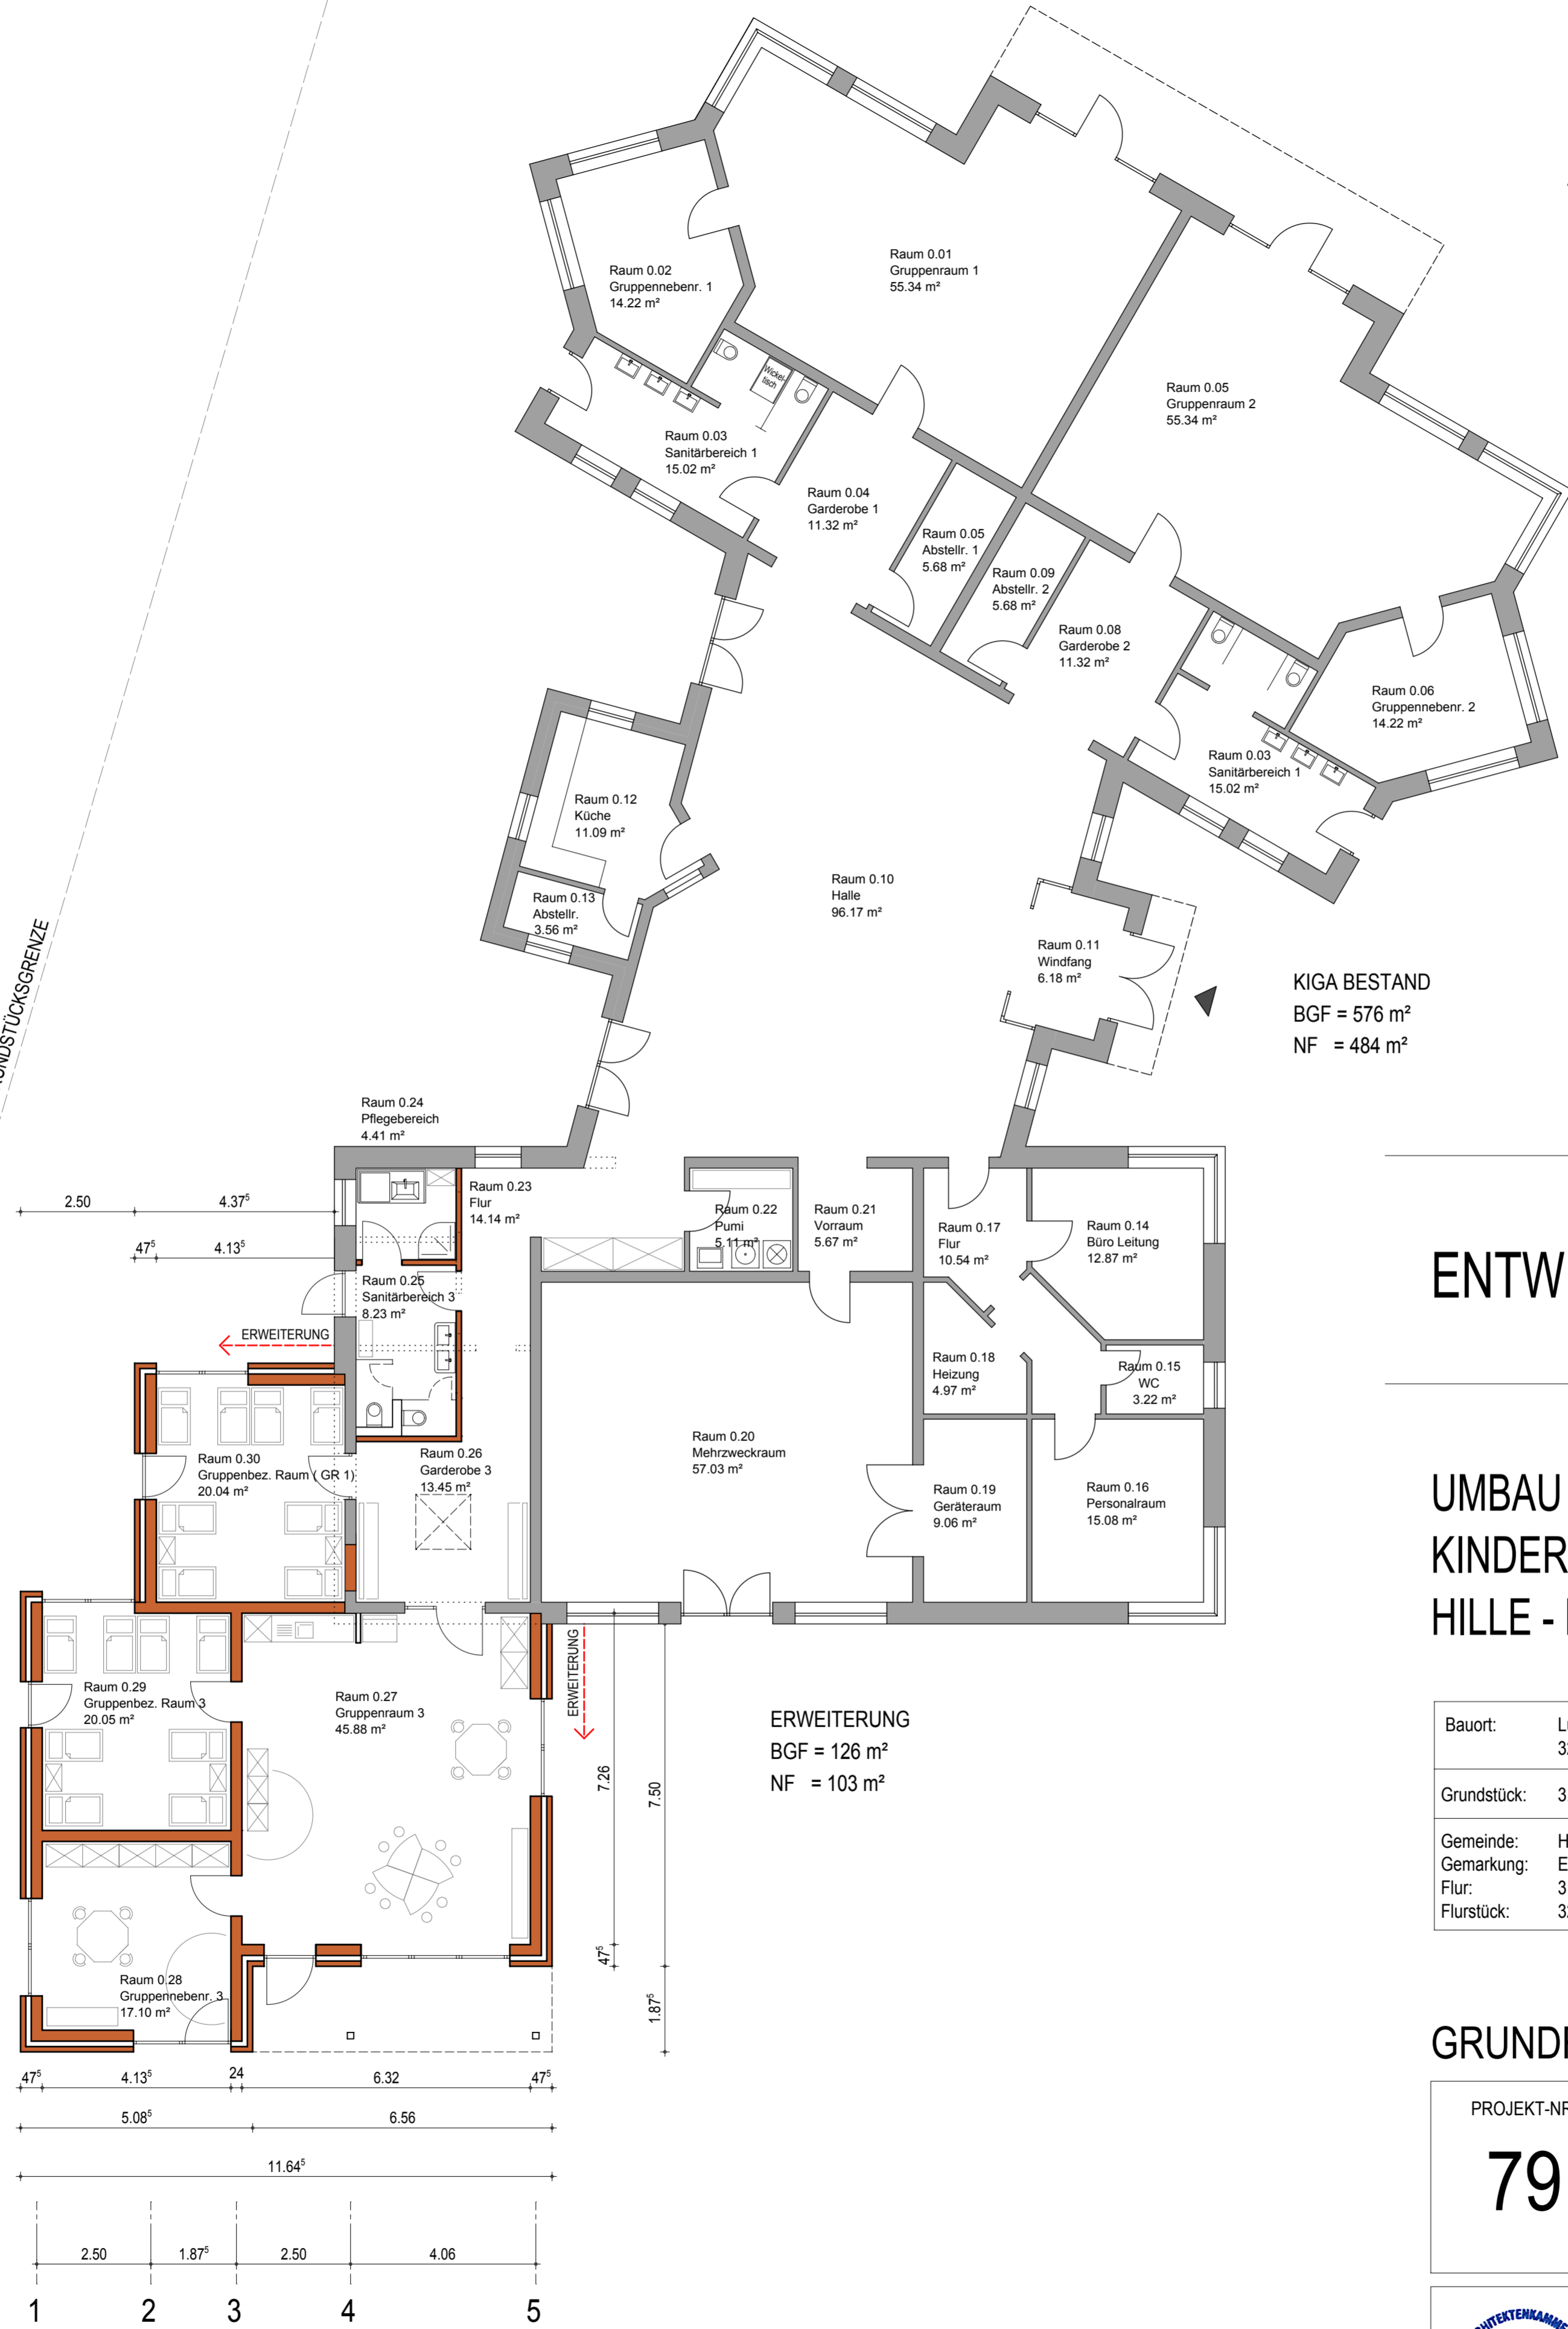 Raum 0.01
Gruppenraum 1
55.34 m²
Raum 0.02
Gruppennebenr. 1
14.22 m²
Wickel-
tisch
Raum 0.05
Gruppenraum 2
55.34 m²
Raum 0.03
Sanitärbereich 1
15.02 m²
Raum 0.04
Garderobe 1
11.32 m²
Raum 0.05
Abstellr. 1
5.68 m²
Raum 0.09
Abstellr. 2
5.68 m²
Raum 0.08
Garderobe 2
11.32 m²
Raum 0.06
Gruppennebenr. 2
14.22 m²
Raum 0.03
Sanitärbereich 1
15.02 m²
Raum 0.12
Küche
11.09 m²
Raum 0.13
Abstellr.
3.56 m²
Raum 0.10
Halle
96.17 m²
Raum 0.11
Windfang
6.18 m²
KIGA BESTAND
BGF = 576 m²
NF = 484 m²
UNDSTÜCKSGRENZE
Raum 0.24
Pflegebereich
4.41 m²
Raum 0.23
Flur
14.14 m²
Raum 0.22
Pumi
5.11 m²
Raum 0.21
Vorraum
5.67 m²
Raum 0.17
Flur
10.54 m²
Raum 0.14
Büro Leitung
12.87 m²
2.50
4.37⁵
47⁵
4.13⁵
Raum 0.25
Sanitärbereich 3
8.23 m²
ERWEITERUNG
ENTW
Raum 0.18
Heizung
4.97 m²
Raum 0.15
WC
3.22 m²
Raum 0.30
Gruppenbez. Raum ( GR 1)
20.04 m²
Raum 0.26
Garderobe 3
13.45 m²
Raum 0.20
Mehrzweckraum
57.03 m²
Raum 0.19
Geräteraum
9.06 m²
Raum 0.16
Personalraum
15.08 m²
UMBAU
KINDER
HILLE -
Raum 0.29
Gruppenbez. Raum 3
20.05 m²
Raum 0.27
Gruppenraum 3
45.88 m²
ERWEITERUNG
ERWEITERUNG
BGF = 126 m²
NF = 103 m²
7.26
7.50
47⁵
1.87⁵
Bauort:
Grundstück: 3
Gemeinde: H
Gemarkung: E
Flur: 3
Flurstück: 3
Raum 0.28
Gruppennebenr. 3
17.10 m²
GRUND
PROJEKT-NR
79
47⁵
4.13⁵
24
6.32
47⁵
5.08⁵
6.56
11.64⁵
2.50
1.87⁵
2.50
4.06
1
2
3
4
5
HITEKTENKAMME